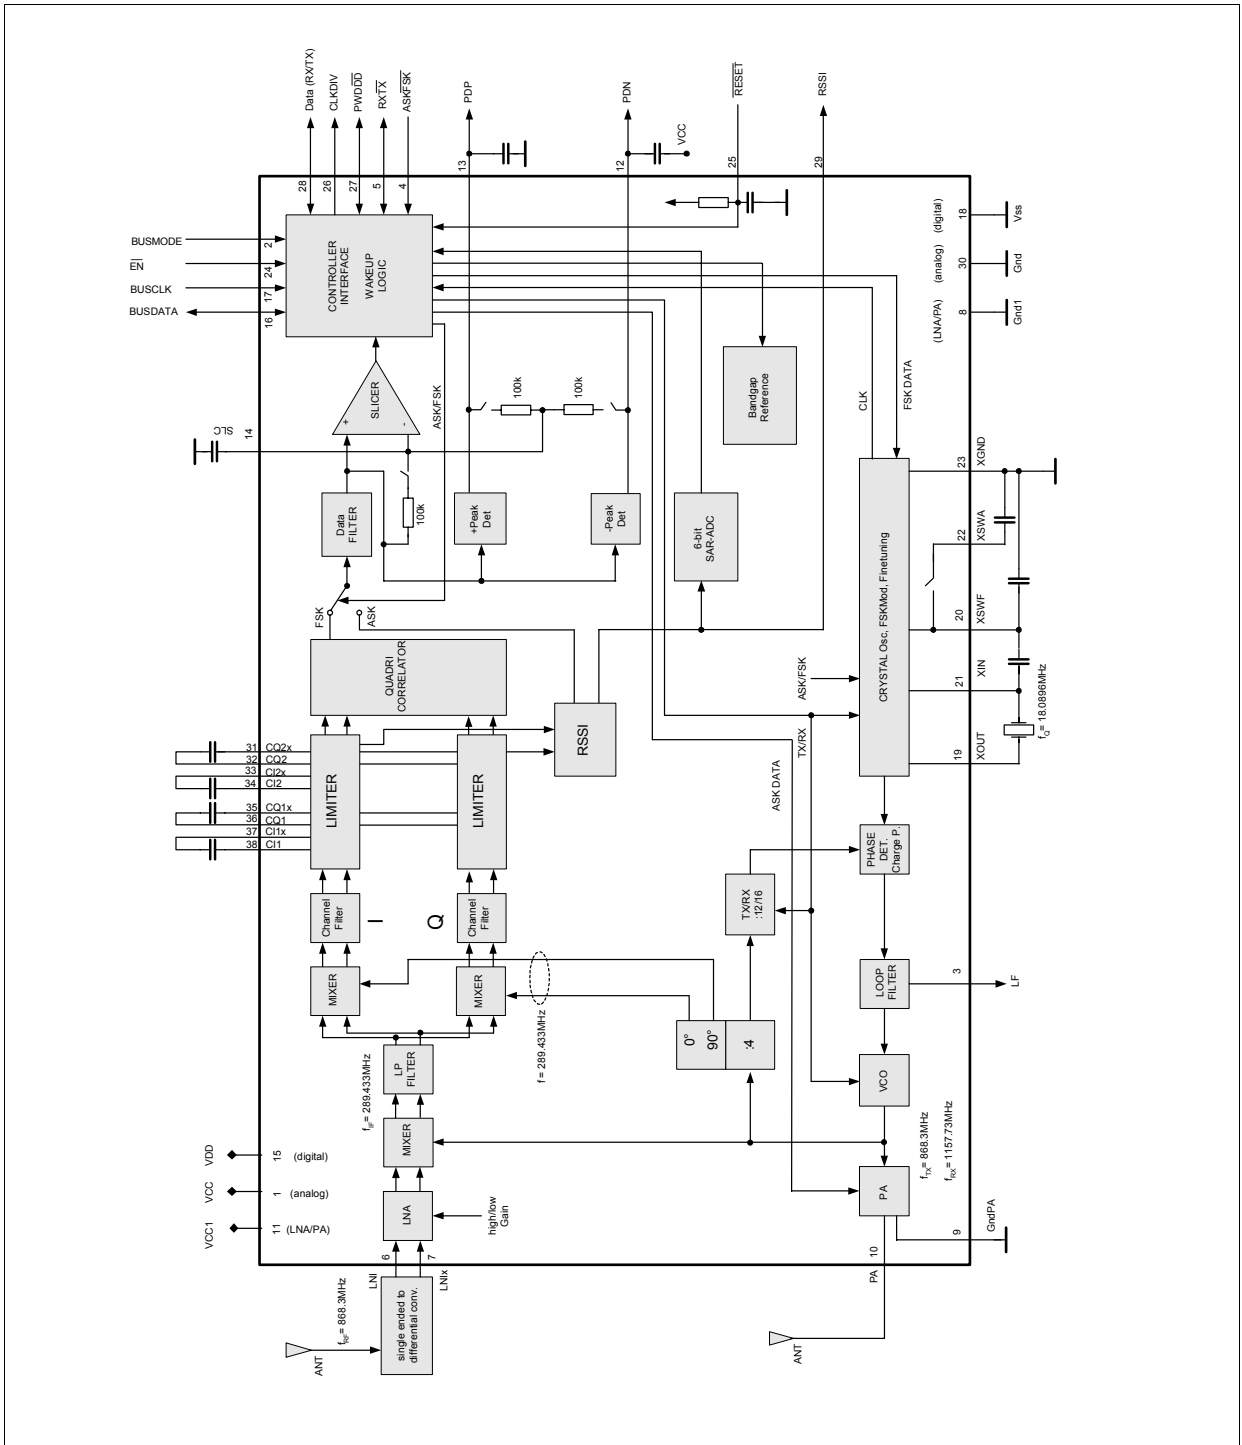 Data (RX/TX)
CLKDIV
PWDDD
RXTX
ASKFSK
PDP
PDN
VCC
RESET
RSSI
28
26
27
5
4
13
12
25
29
BUSMODE
EN
BUSCLK
BUSDATA
2
24
17
16
CONTROLLER
INTERFACE
WAKEUP
LOGIC
18
(digital)
Vss
30
(analog)
Gnd
8
(LNA/PA)
Gnd1
SLC
14
SLICER
+
-
ASK/FSK
100k
100k
Bandgap
Reference
CLK
FSK DATA
Data
FILTER
100k
+Peak
Det
-Peak
Det
6-bit
SAR-ADC
23
XGND
22
XSWA
20
XSWF
21
XIN
19
XOUT
fQ = 18.0896MHz
CRYSTAL Osc, FSKMod, Finetuning
FSK
ASK
QUADRI
CORRELATOR
RSSI
ASK/FSK
TX/RX
ASK DATA
31
CQ2x
32
CQ2
33
CI2x
34
CI2
35
CQ1x
36
CQ1
37
CI1x
38
CI1
LIMITER
LIMITER
PHASE
DET.
Charge P.
TX/RX
:12/16
Channel
Filter
I
Q
Channel
Filter
MIXER
MIXER
f = 289.433MHz
0°
90°
:4
LOOP
FILTER
3
LF
fIF = 289.433MHz
LP
FILTER
VCO
MIXER
fTX = 868.3MHz
fRX = 1157.73MHz
VDD
15
(digital)
VCC
1
(analog)
VCC1
11
(LNA/PA)
LNA
high/low
Gain
PA
9
GndPA
10
PA
6
LNI
7
LNIx
fRF = 868.3MHz
single ended to
differential conv.
ANT
ANT